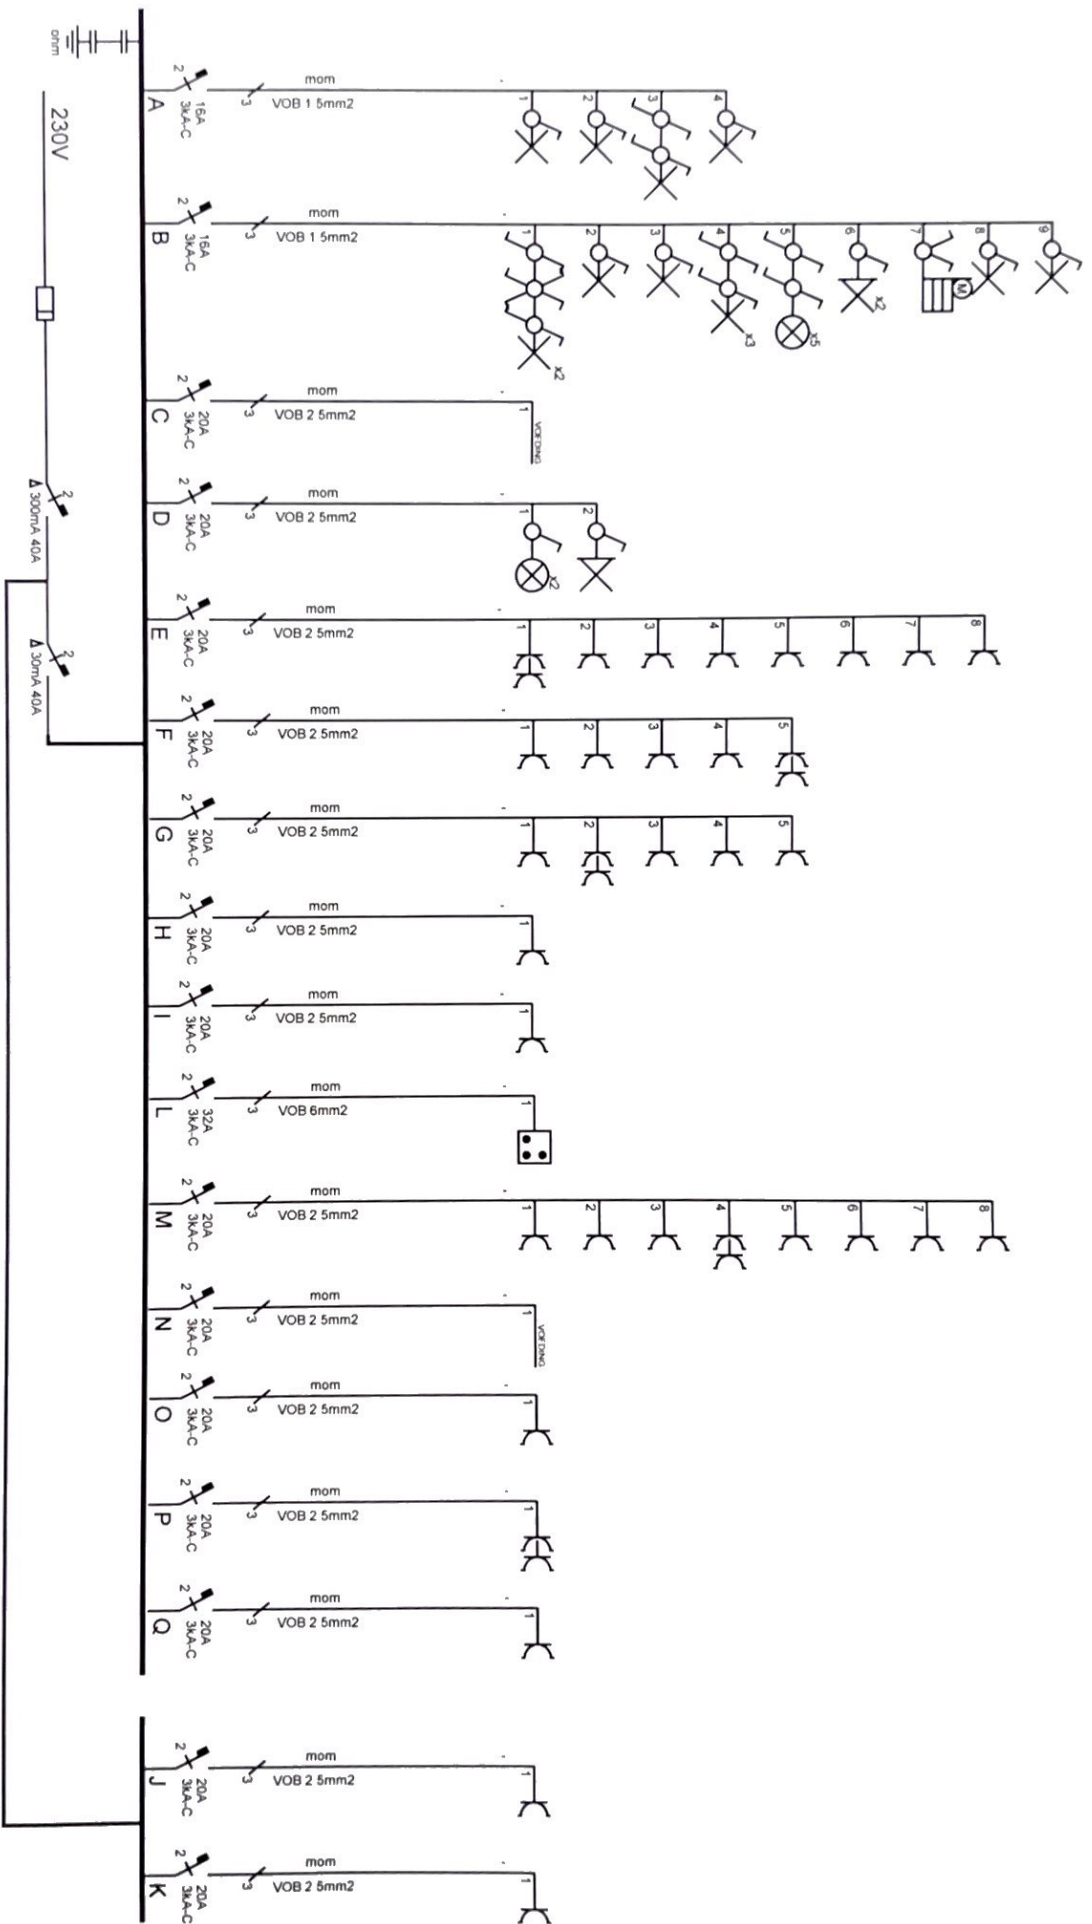 ohm
230V
Δ 300mA 40A
2
Δ 30mA 40A
2
A
2
16A
3kA-C
3
mom
VOB 1 5mm2
1
2
3
4
B
2
16A
3kA-C
3
mom
VOB 1 5mm2
1
x2
2
3
4
x3
5
x5
6
x2
7
M
8
9
C
2
20A
3kA-C
3
mom
VOB 2 5mm2
1
VOEDING
D
2
20A
3kA-C
3
mom
VOB 2 5mm2
1
x2
2
E
2
20A
3kA-C
3
mom
VOB 2 5mm2
1
2
3
4
5
6
7
8
F
2
20A
3kA-C
3
mom
VOB 2 5mm2
1
2
3
4
5
G
2
20A
3kA-C
3
mom
VOB 2 5mm2
1
2
3
4
5
H
2
20A
3kA-C
3
mom
VOB 2 5mm2
1
I
2
20A
3kA-C
3
mom
VOB 2 5mm2
1
L
2
32A
3kA-C
3
mom
VOB 6mm2
1
M
2
20A
3kA-C
3
mom
VOB 2 5mm2
1
2
3
4
5
6
7
8
N
2
20A
3kA-C
3
mom
VOB 2 5mm2
1
VOEDING
O
2
20A
3kA-C
3
mom
VOB 2 5mm2
1
P
2
20A
3kA-C
3
mom
VOB 2 5mm2
1
Q
2
20A
3kA-C
3
mom
VOB 2 5mm2
1
J
2
20A
3kA-C
3
mom
VOB 2 5mm2
1
K
2
20A
3kA-C
3
mom
VOB 2 5mm2
1